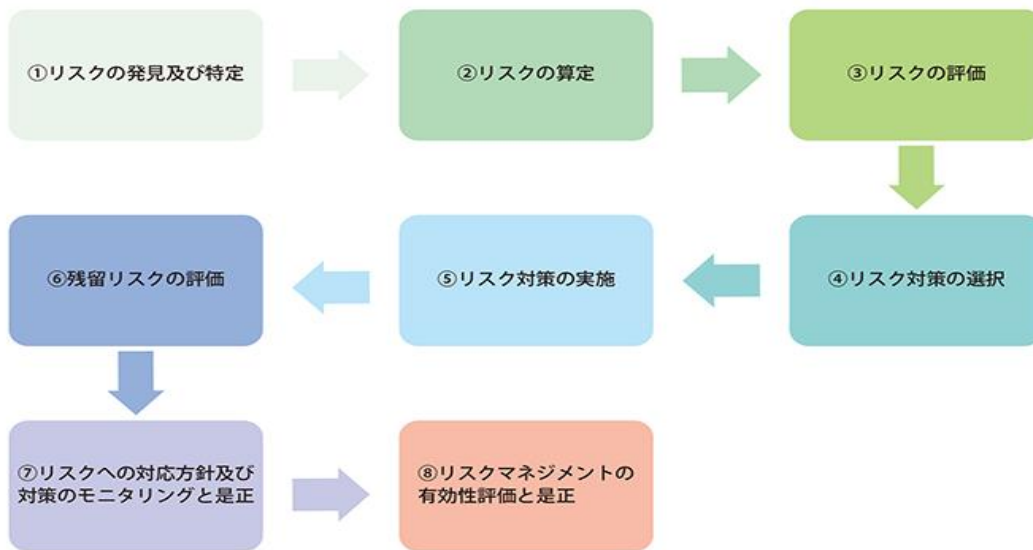 ①リスクの発見及び特定
②リスクの算定
③リスクの評価
④リスク対策の選択
⑤リスク対策の実施
⑥残留リスクの評価
⑦リスクへの対応方針及び
対策のモニタリングと是正
⑧リスクマネジメントの
有効性評価と是正